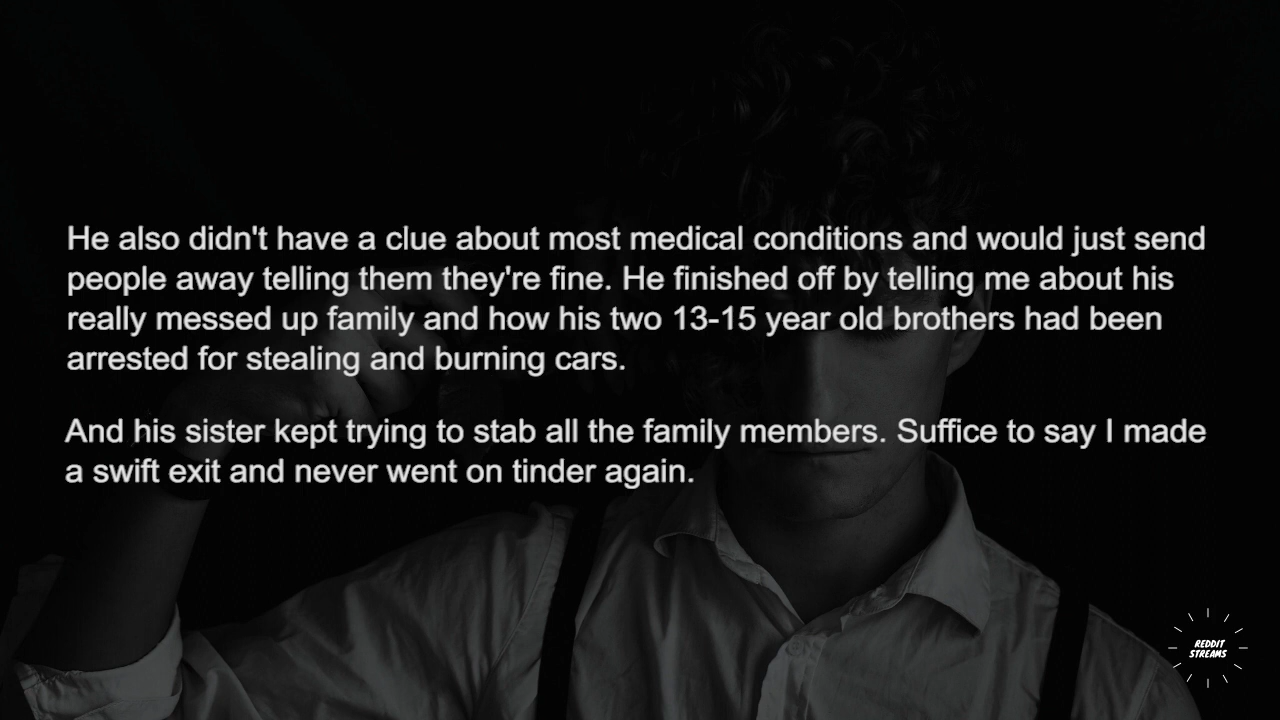 He also didn't have a clue about most medical conditions and would just send
people away telling them they're fine. He finished off by telling me about his
really messed up family and how his two 13-15 year old brothers had been
arrested for stealing and burning cars.
And his sister kept trying to stab all the family members. Suffice to say I made
a swift exit and never went on tinder again.
REDDIT
STREAMS